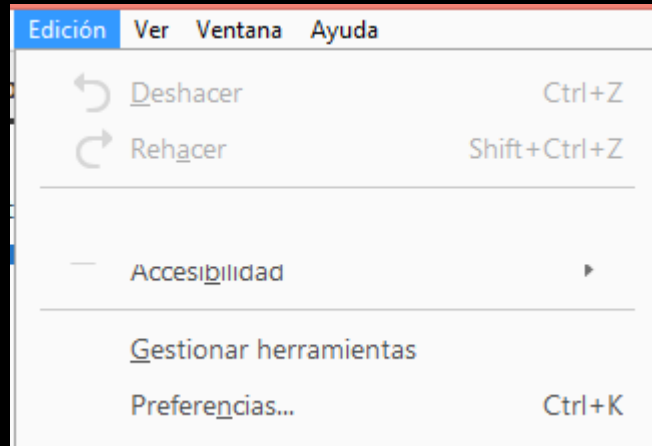 Edición Ver Ventana Ayuda
Deshacer Ctrl+Z
Rehacer Shift+Ctrl+Z
Accesibilidad
Gestionar herramientas
Preferencias... Ctrl+K